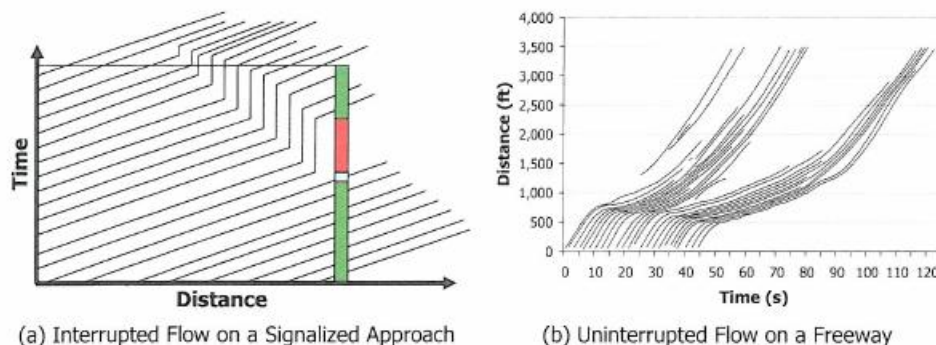 Time
Distance
(a) Interrupted Flow on a Signalized Approach
4,000
3,500
3,000
2,500
2,000
1,500
1,000
500
0
Distance (ft)
0 10 20 30 40 50 60 70 80 90 100 110 120
Time (s)
(b) Uninterrupted Flow on a Freeway